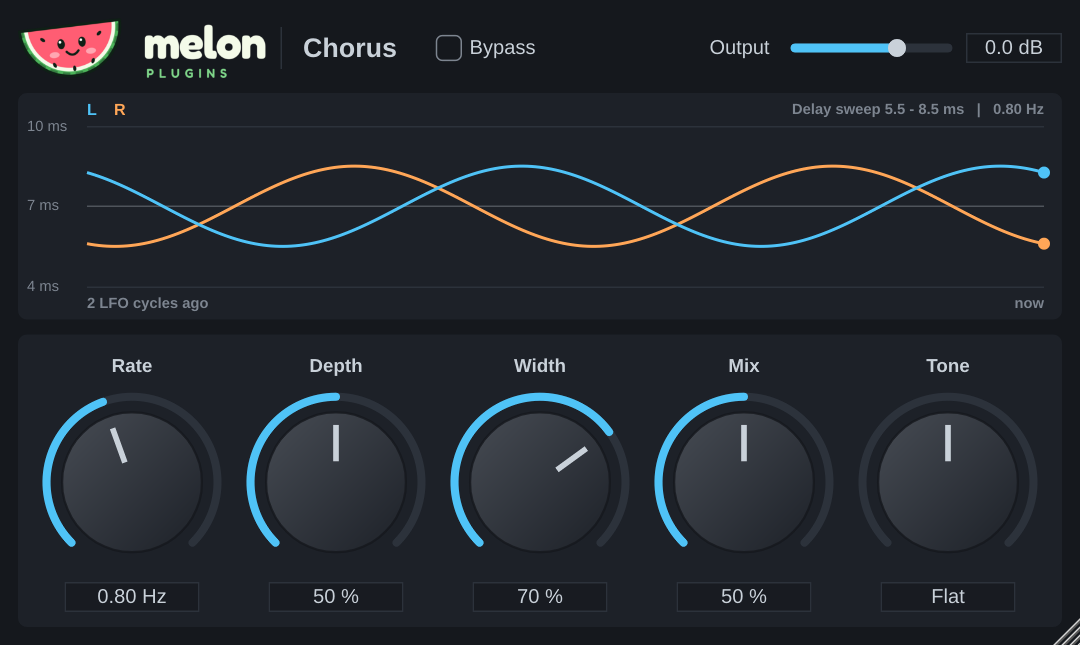 melon
PLUGINS
Chorus
Bypass
Output
0.0 dB
L R
Delay sweep 5.5 - 8.5 ms | 0.80 Hz
10 ms
7 ms
4 ms
2 LFO cycles ago
now
Rate
Depth
Width
Mix
Tone
0.80 Hz
50 %
70 %
50 %
Flat